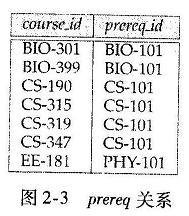 course_id prereq_id
BIO-301 BIO-101
BIO-399 BIO-101
CS-190 CS-101
CS-315 CS-101
CS-319 CS-101
CS-347 CS-101
EE-181 PHY-101
图 2-3 prereq 关系